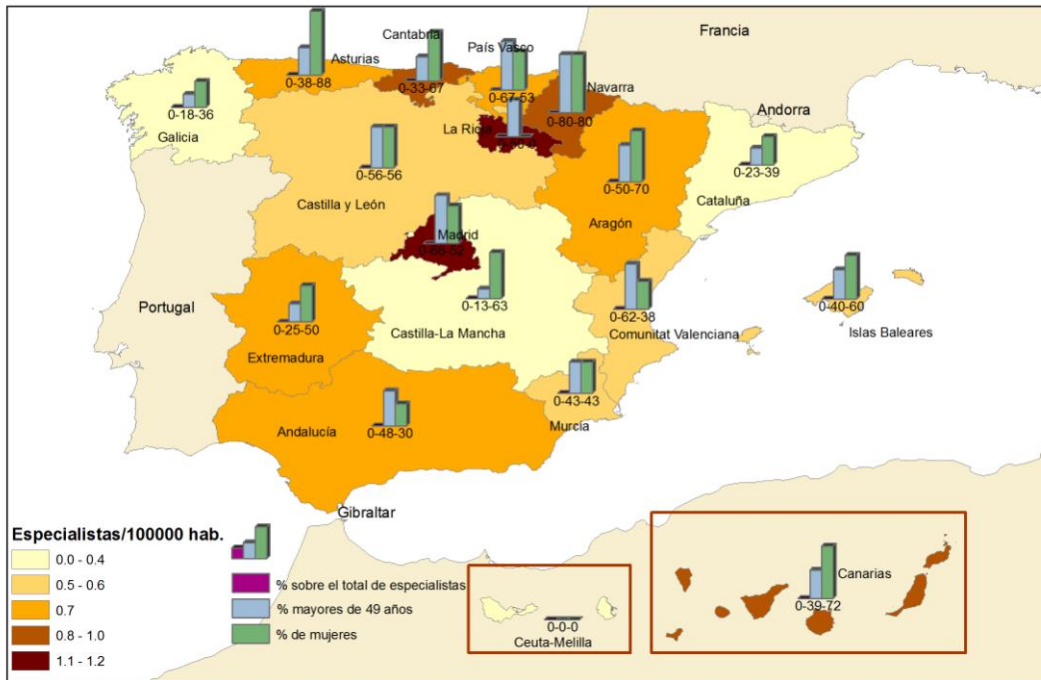 Francia
Cantabria
País Vasco
Asturias
0-38-88
0-33-67
0-67-53
Navarra
0-80-80
Andorra
0-18-36
Galicia
La Rioja
0-56-56
0-23-39
0-50-70
Cataluña
Castilla y León
Aragón
Madrid
Portugal
0-13-63
0-62-38
0-40-60
0-25-50
Castilla-La Mancha
Comunitat Valenciana
Islas Baleares
Extremadura
0-43-43
Andalucía
0-48-30
Murcia
Gibraltar
Especialistas/100000 hab.
0.0 - 0.4
0.5 - 0.6
0.7
0.8 - 1.0
1.1 - 1.2
% sobre el total de especialistas
% mayores de 49 años
% de mujeres
0-0-0
Ceuta-Melilla
Canarias
0-39-72